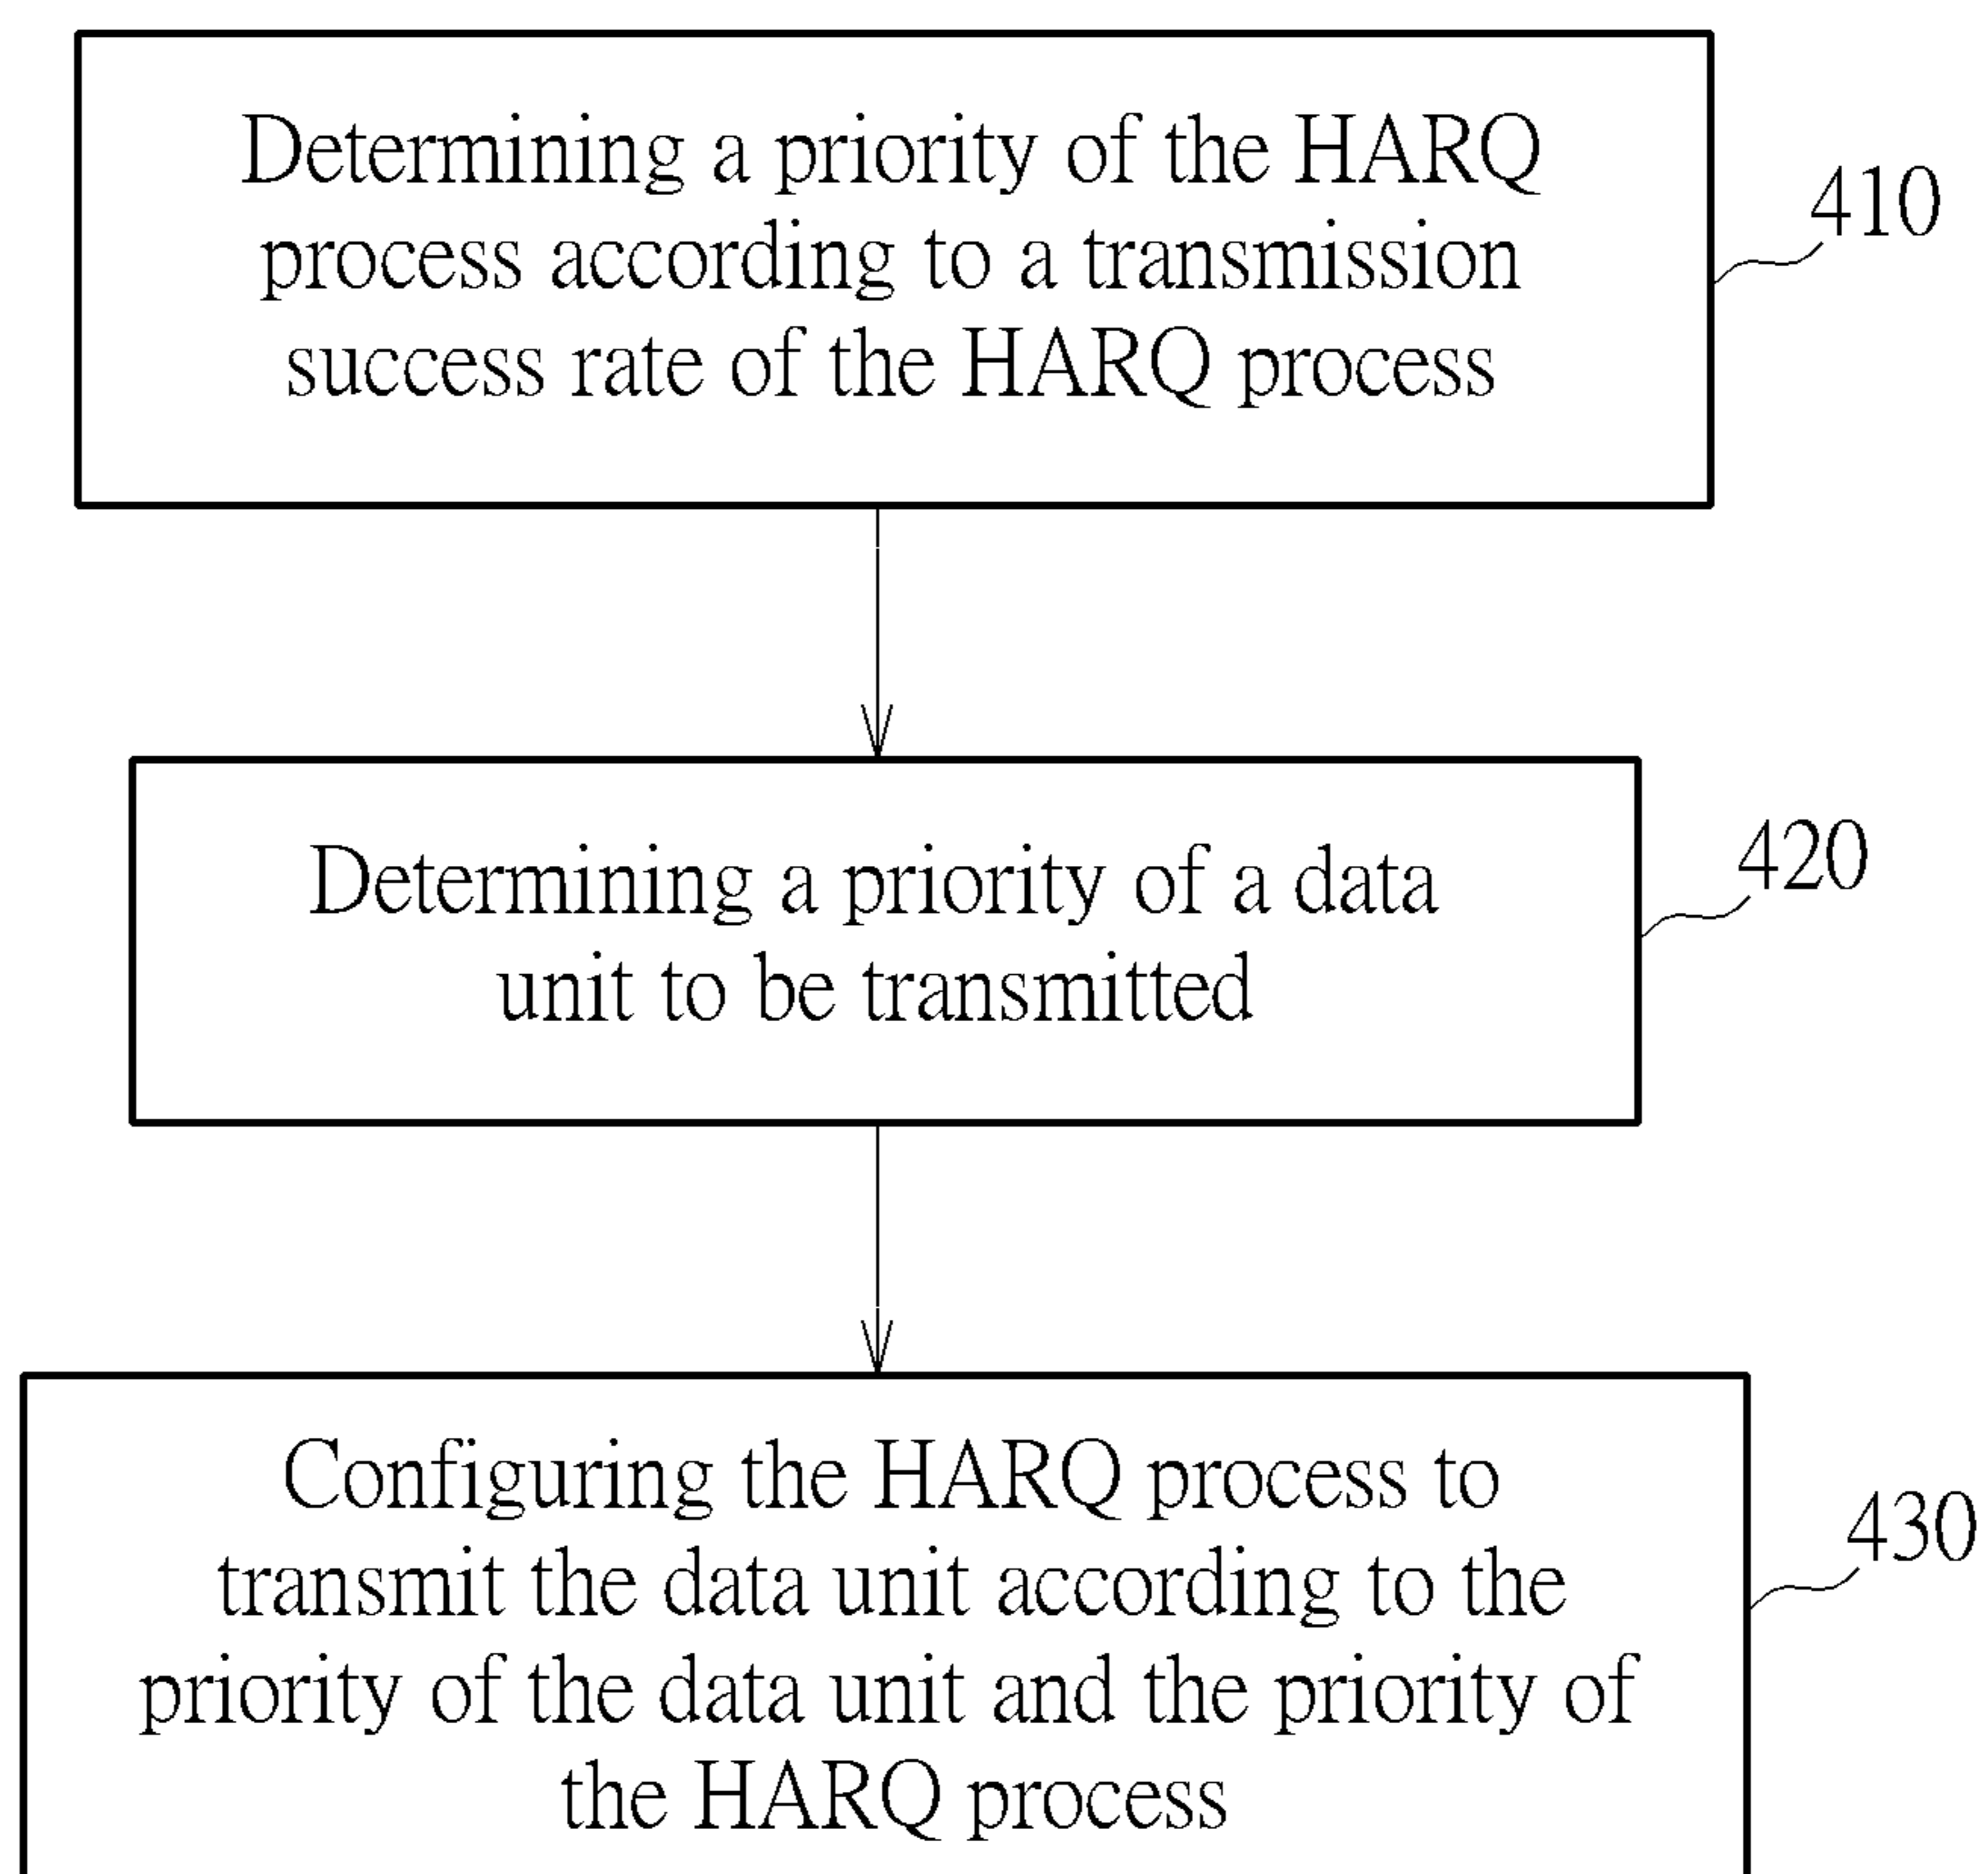 Determining a priority of the HARQ
process according to a transmission
success rate of the HARQ process
410
Determining a priority of a data
unit to be transmitted
420
Configuring the HARQ process to
transmit the data unit according to the
priority of the data unit and the priority of
the HARQ process
430